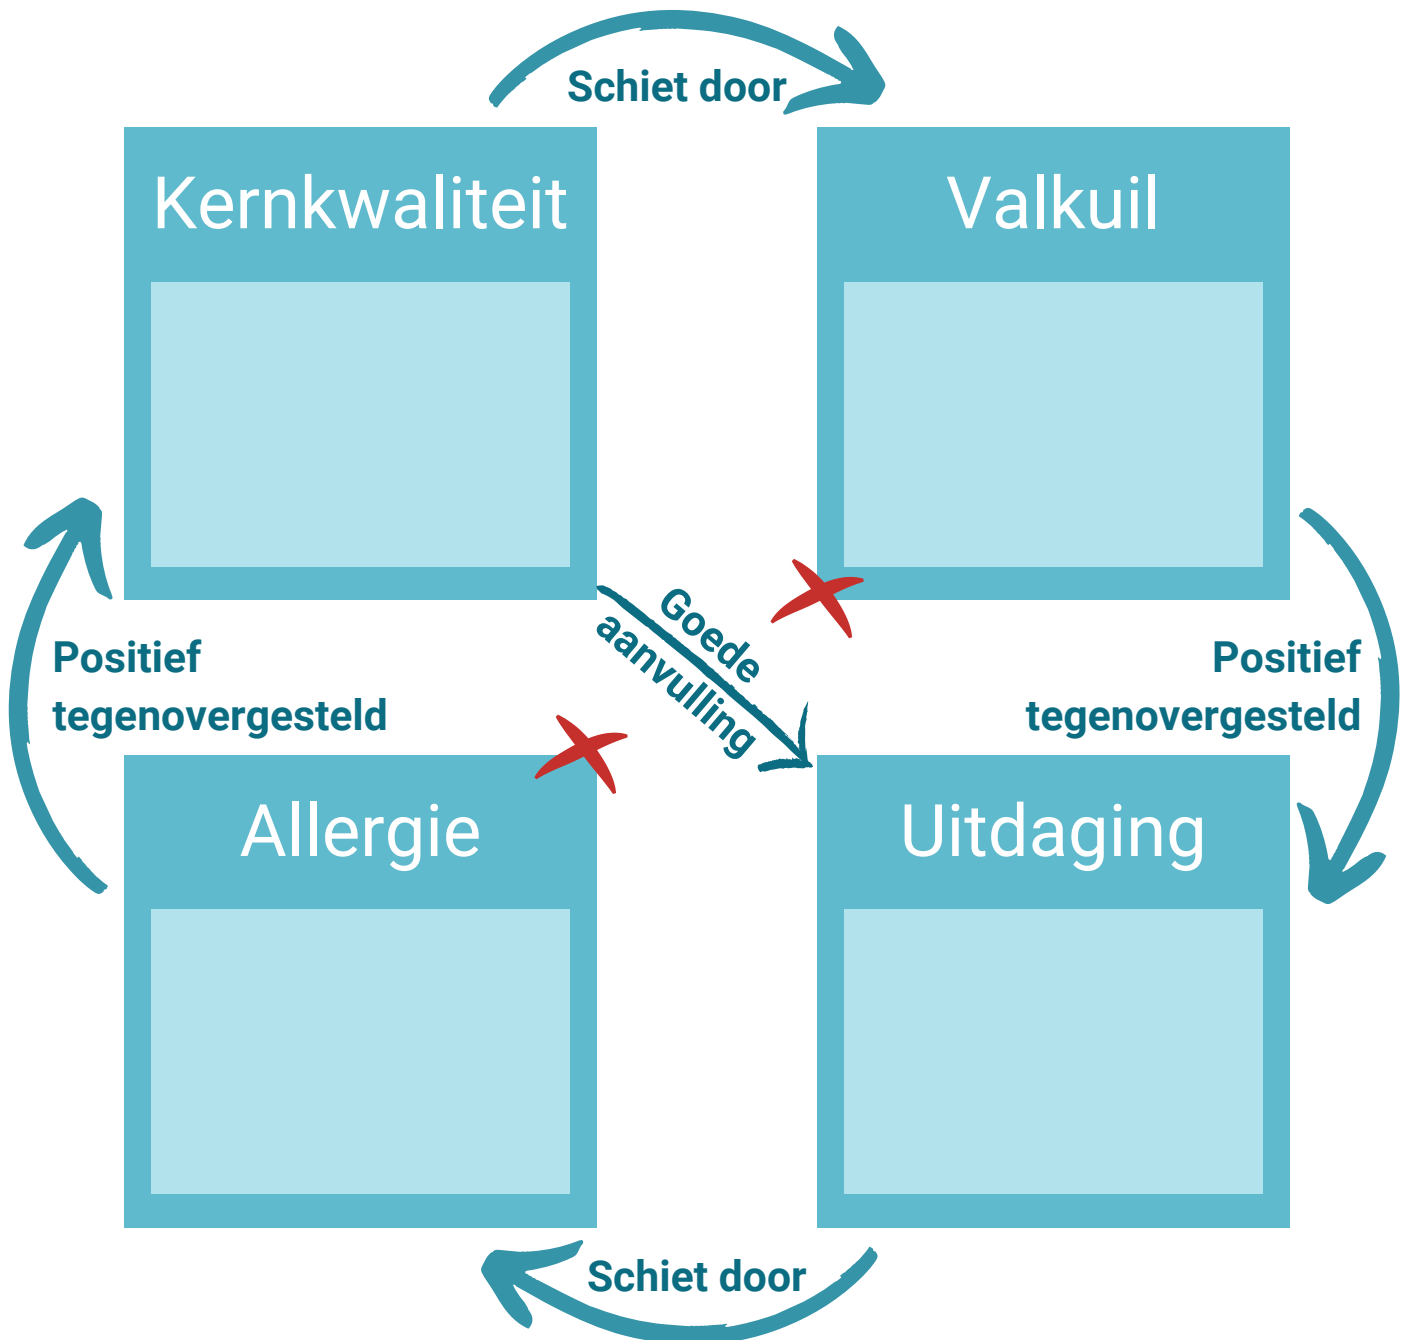 Schiet door
Kernkwaliteit
Valkuil
Goede
aanvulling
Positief
tegenovergesteld
Positief
tegenovergesteld
Allergie
Uitdaging
Schiet door